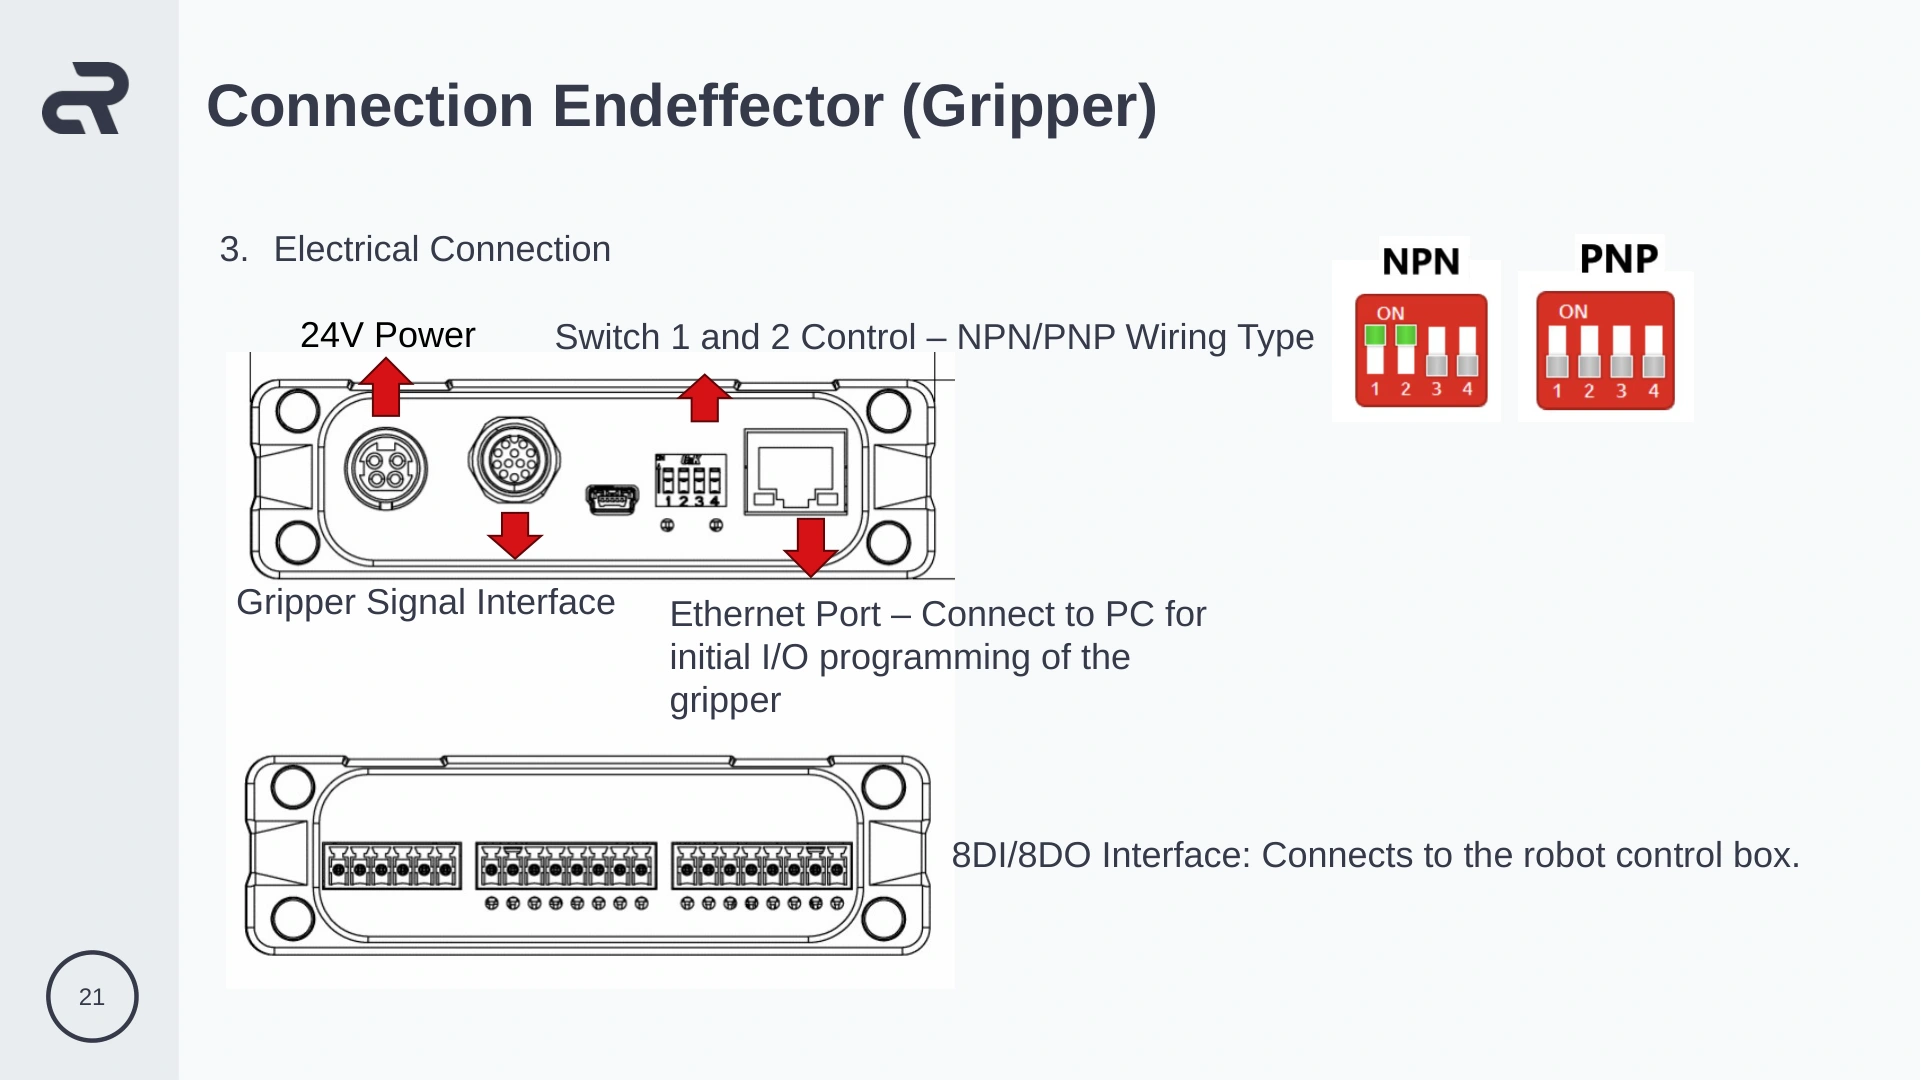 Connection Endeffector (Gripper)
3. Electrical Connection
NPN
PNP
24V Power
Switch 1 and 2 Control – NPN/PNP Wiring Type
ON
1 2 3 4
ON
1 2 3 4
1 2 3 4
Gripper Signal Interface
Ethernet Port – Connect to PC for
initial I/O programming of the
gripper
8DI/8DO Interface: Connects to the robot control box.
21